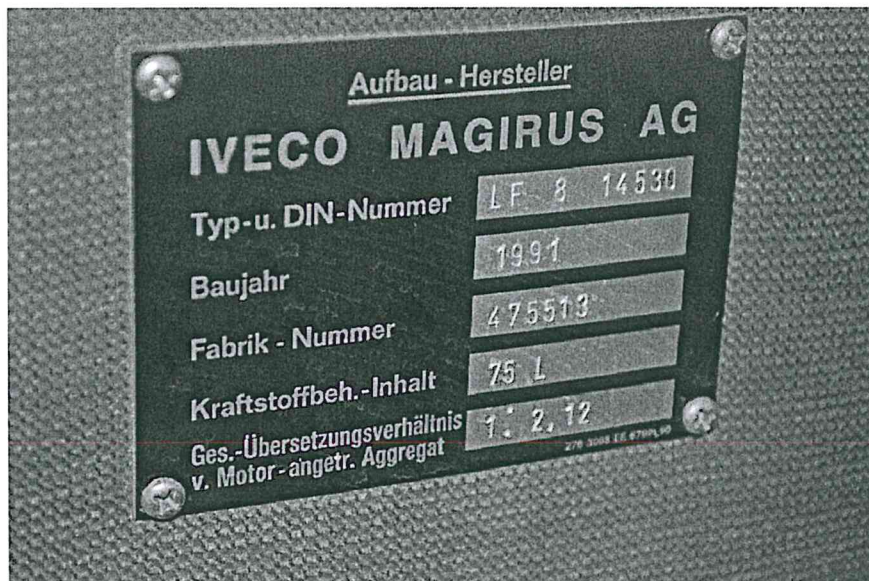 Aufbau - Hersteller
IVECO MAGIRUS AG
Typ-u. DIN-Nummer LF 8 14530
Baujahr 1991
Fabrik - Nummer 475513
Kraftstoffbeh.-Inhalt 75 L
Ges.-Übersetzungsverhältnis
v. Motor-angetr. Aggregat 1: 2,12